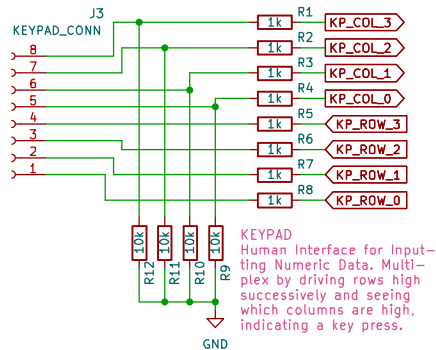 J3
KEYPAD_CONN
8
7
6
5
4
3
2
1
R1
1k
KP_COL_3
R2
1k
KP_COL_2
R3
1k
KP_COL_1
R4
1k
KP_COL_0
R5
1k
KP_ROW_3
R6
1k
KP_ROW_2
R7
1k
KP_ROW_1
R8
1k
KP_ROW_0
10k
R12
10k
R11
10k
R10
10k
R9
GND
KEYPAD
Human Interface for Input-
ting Numeric Data. Multi-
plex by driving rows high
successively and seeing
which columns are high,
indicating a key press.